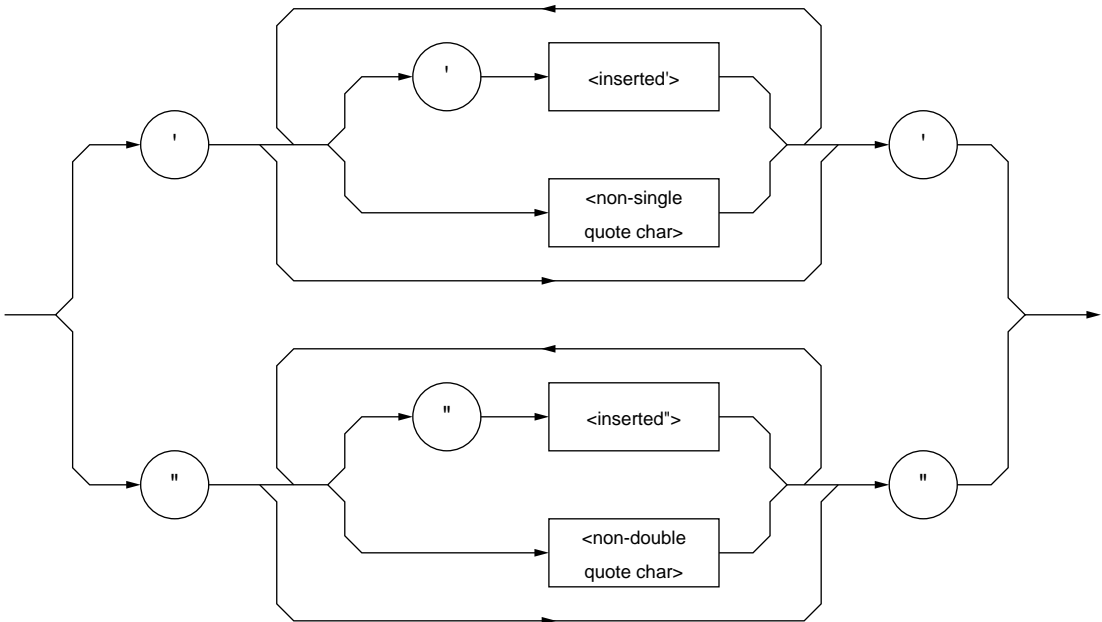 '
<inserted'>
'
'
<non-single
quote char>
"
<inserted">
"
"
<non-double
quote char>